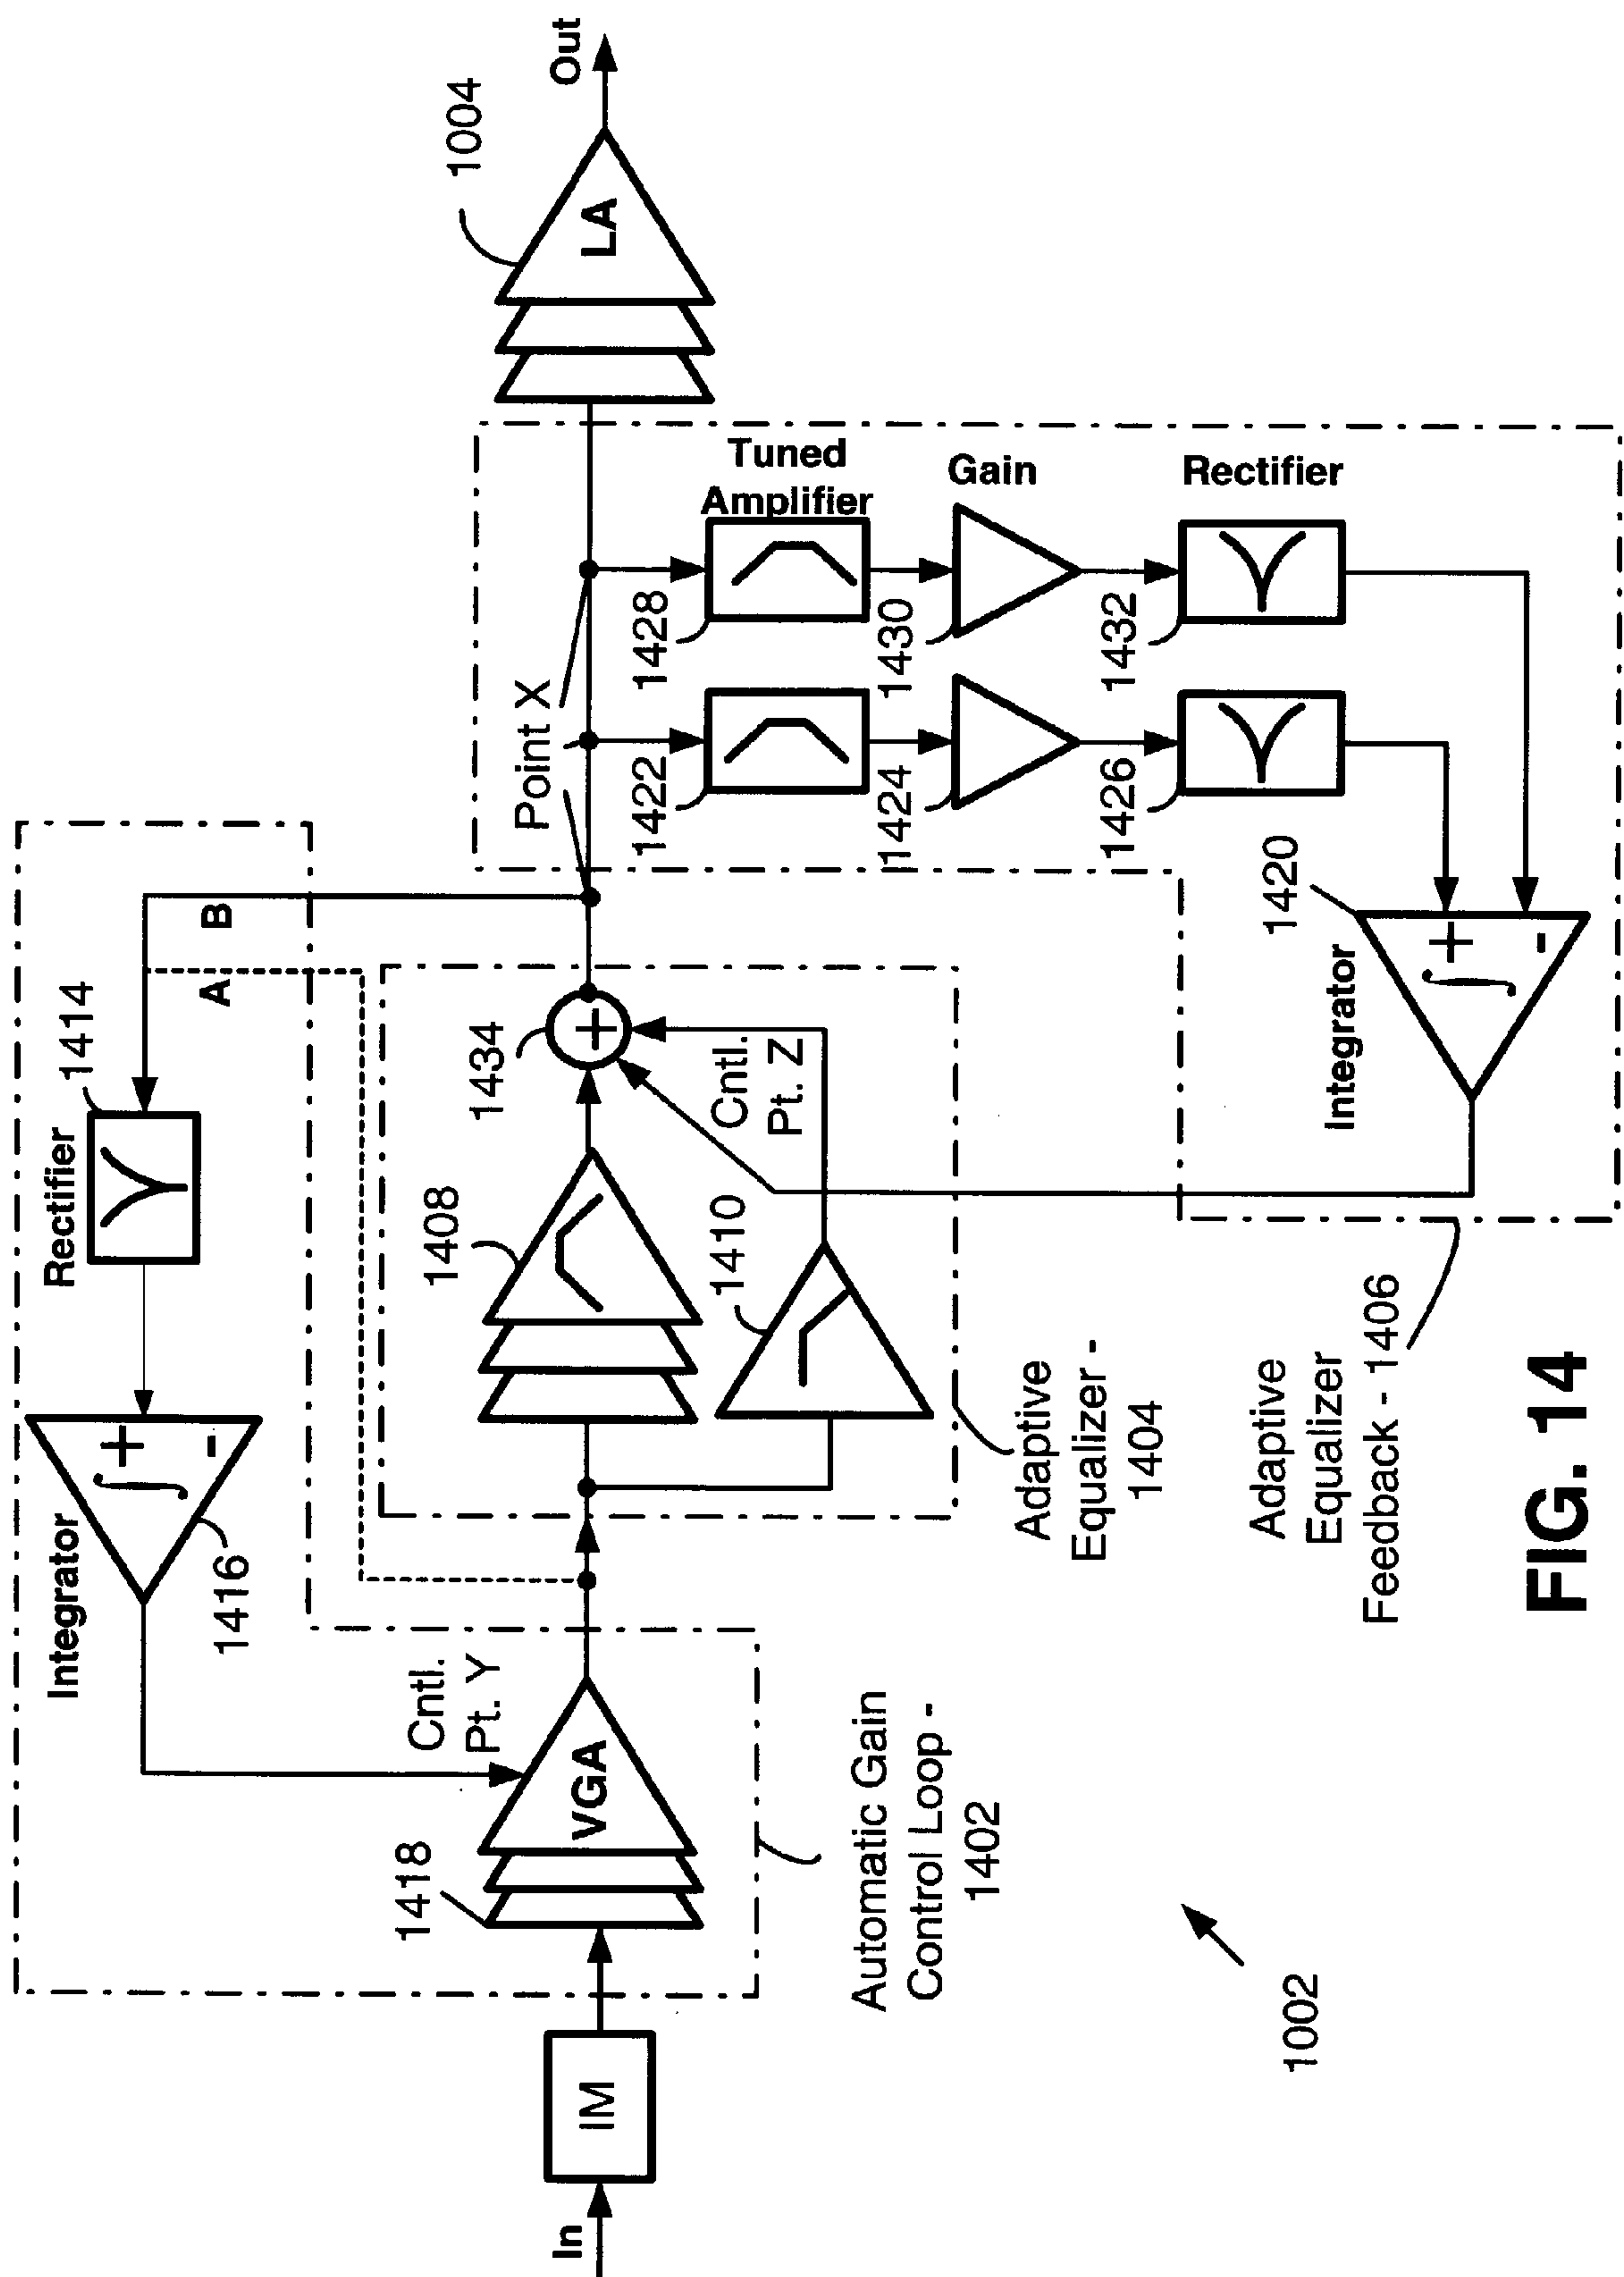 Integrator
1416
Rectifier
1414
A
B
In
IM
1418
VGA
Cntl.
Pt. Y
Automatic Gain
Control Loop -
1402
1408
1410
1434
+
Cntl.
Pt. Z
Adaptive
Equalizer -
1404
Point X
Tuned
Amplifier
Gain
Rectifier
1422
1428
1424
1430
1426
1432
1420
Integrator
∫ +
-
∫ +
-
Adaptive
Equalizer
Feedback - 1406
1004
LA
Out
1002
FIG. 14